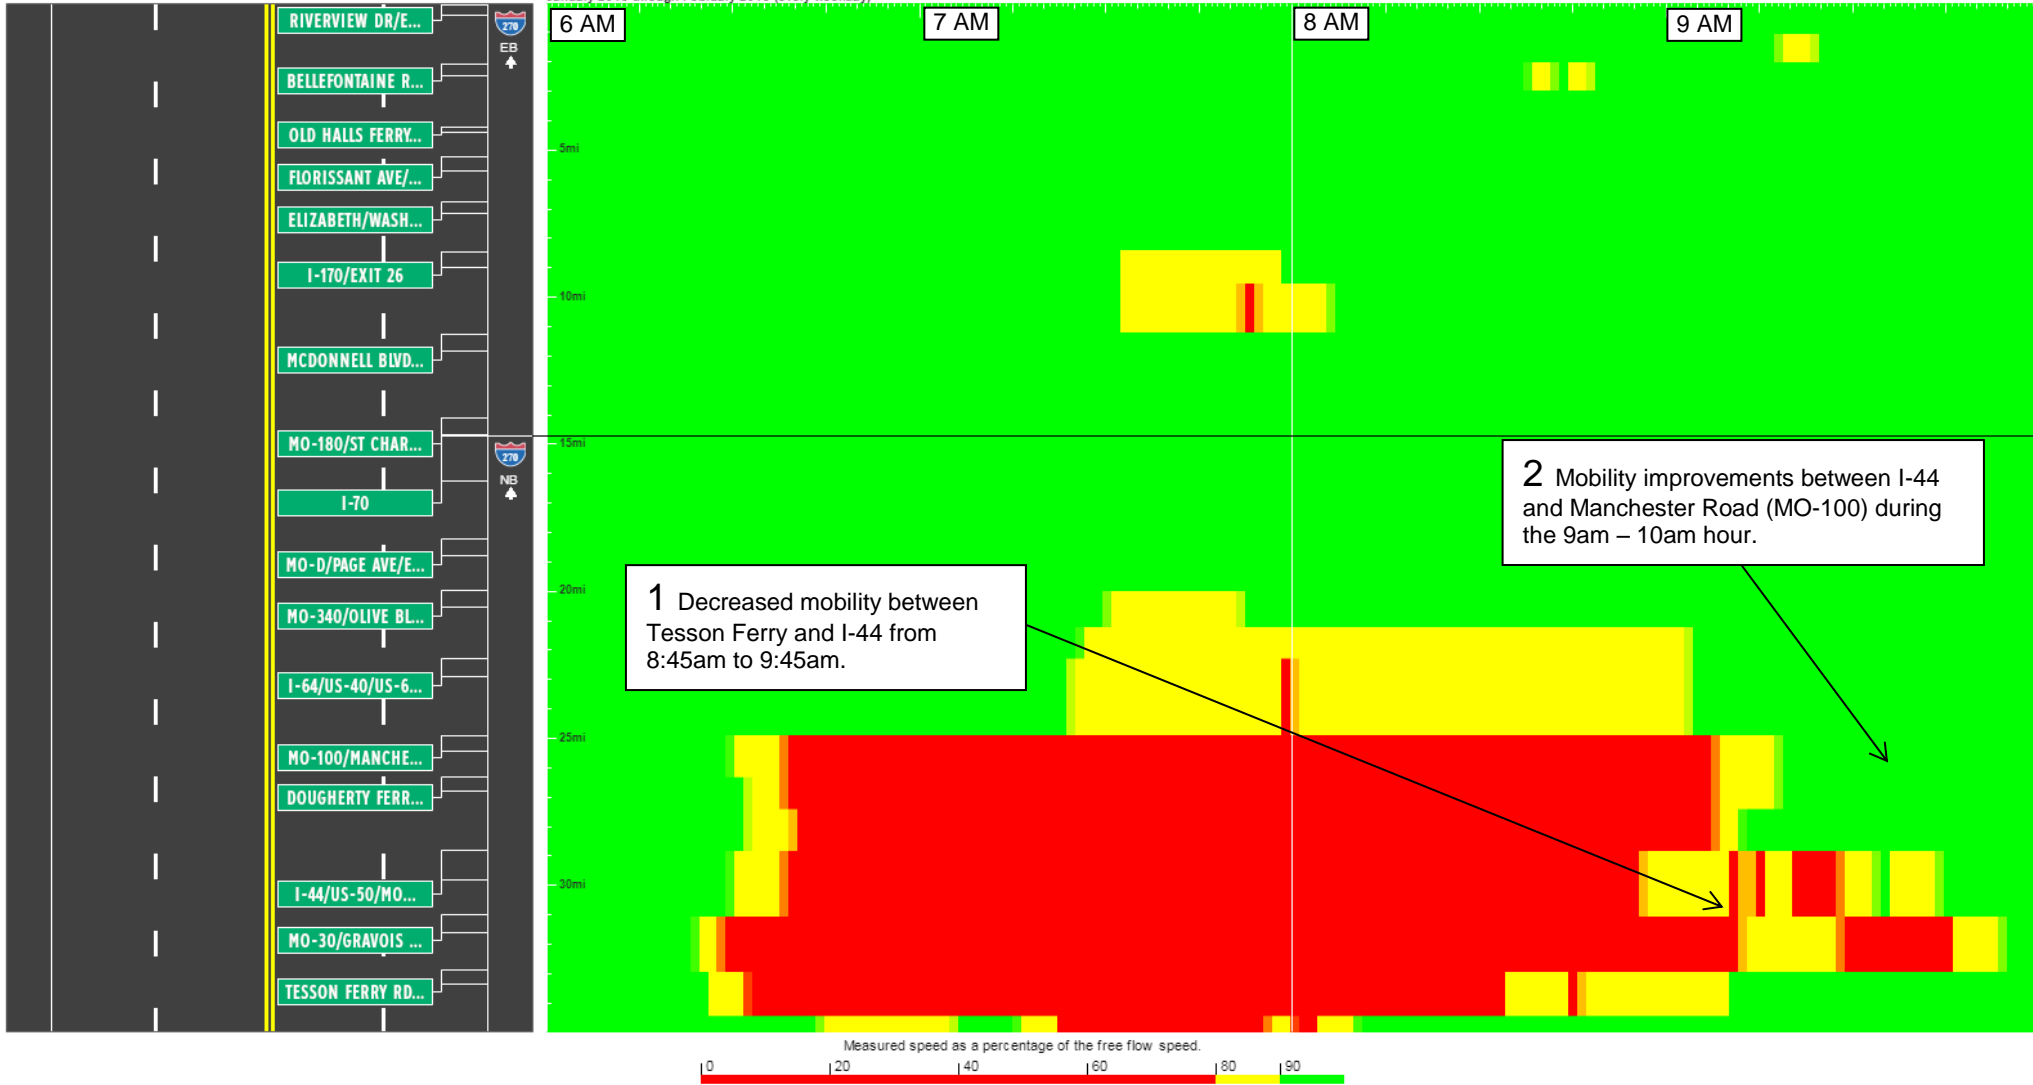 6 AM
7 AM
8 AM
9 AM
RIVERVIEW DR/E...
270
EB
BELLEFONTAINE R...
OLD HALLS FERRY...
5mi
FLORISSANT AVE/...
ELIZABETH/WASH...
I-170/EXIT 26
10mi
MCDONNELL BLVD...
MO-180/ST CHAR...
15mi
270
NB
I-70
2 Mobility improvements between I-44
and Manchester Road (MO-100) during
the 9am – 10am hour.
MO-D/PAGE AVE/E...
20mi
MO-340/OLIVE BL...
1 Decreased mobility between
Tesson Ferry and I-44 from
8:45am to 9:45am.
I-64/US-40/US-6...
25mi
MO-100/MANCHE...
DOUGHERTY FERR...
30mi
I-44/US-50/MO...
MO-30/GRAVOIS ...
TESSON FERRY RD...
Measured speed as a percentage of the free flow speed.
0 20 40 60 80 90